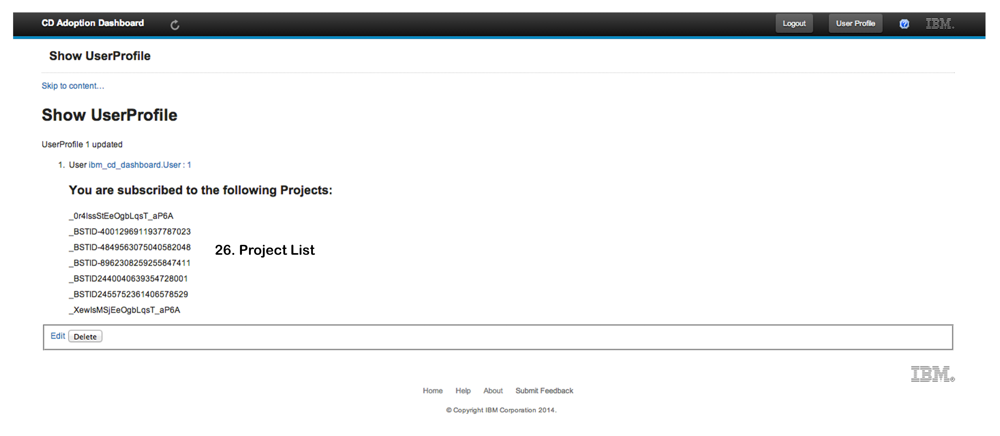 CD Adoption Dashboard Logout User Profile ? IBM.
Show UserProfile
Skip to content...
Show UserProfile
UserProfile 1 updated
1. User ibm_cd_dashboard.User : 1
You are subscribed to the following Projects:
_0r4IssStEeOgbLqsT_aP6A
_BSTID-4001296911937787023
_BSTID-4849563075040582048
26. Project List
_BSTID-8962308259255847411
_BSTID2440040639354728001
_BSTID2455752361406578529
_XewIsMSjEeOgbLqsT_aP6A
Edit Delete
IBM®
Home Help About Submit Feedback
© Copyright IBM Corporation 2014.